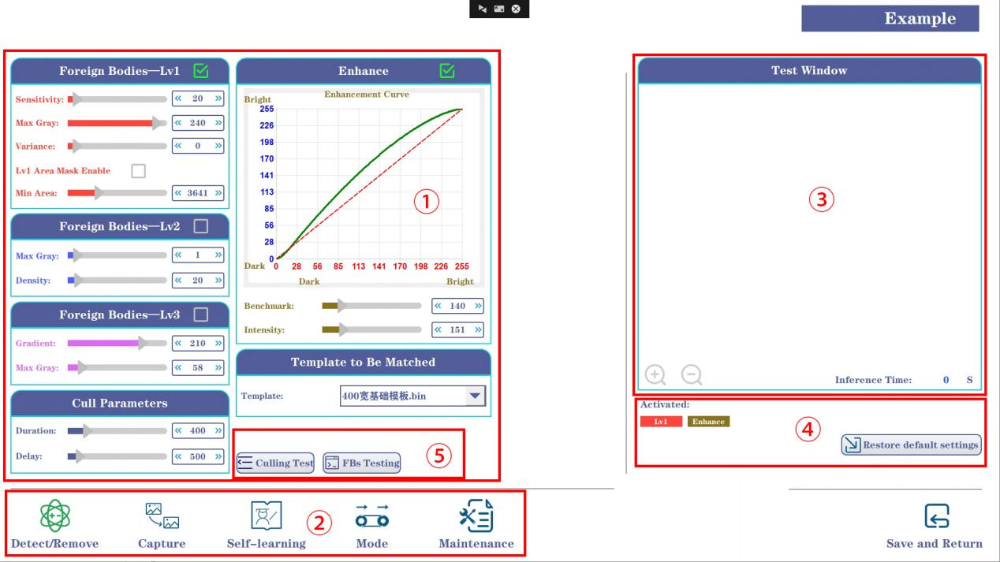 Example
Foreign Bodies—Lv1
Sensitivity: « 20 »
Max Gray: « 240 »
Variance: « 0 »
Lv1 Area Mask Enable
Min Area: « 3641 »
Foreign Bodies—Lv2
Max Gray: « 1 »
Density: « 20 »
Foreign Bodies—Lv3
Gradient: « 210 »
Max Gray: « 58 »
Cull Parameters
Duration: « 400 »
Delay: « 500 »
Enhance
Enhancement Curve
Bright
255
226
198
170
141
113
85
56
28
0
Dark 0 28 56 85 113 141 170 198 226 255
Dark Bright
①
Benchmark: « 140 »
Intensity: « 151 »
Template to Be Matched
Template: 400宽基础模板.bin
Culling Test FBs Testing ⑤
Test Window
③
Inference Time: 0 S
Activated:
Lv1 Enhance
④
Restore default settings
②
Detect/Remove Capture Self-learning Mode Maintenance
Save and Return